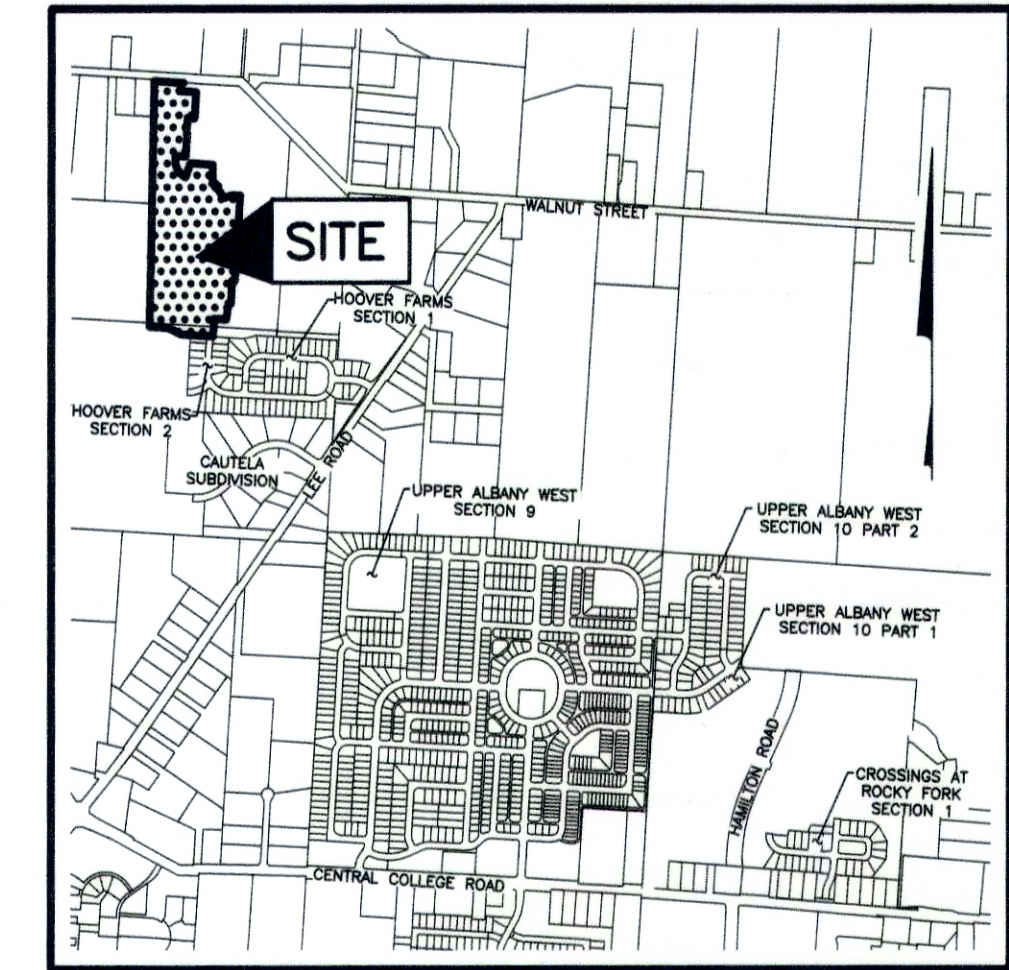 WALNUT STREET
SITE
HOOVER FARMS
SECTION 1
HOOVER FARMS
SECTION 2
CAUTELA
SUBDIVISION
LEE ROAD
UPPER ALBANY WEST
SECTION 9
UPPER ALBANY WEST
SECTION 10 PART 2
UPPER ALBANY WEST
SECTION 10 PART 1
HAMILTON ROAD
CROSSINGS AT
ROCKY FORK
SECTION 1
CENTRAL COLLEGE ROAD